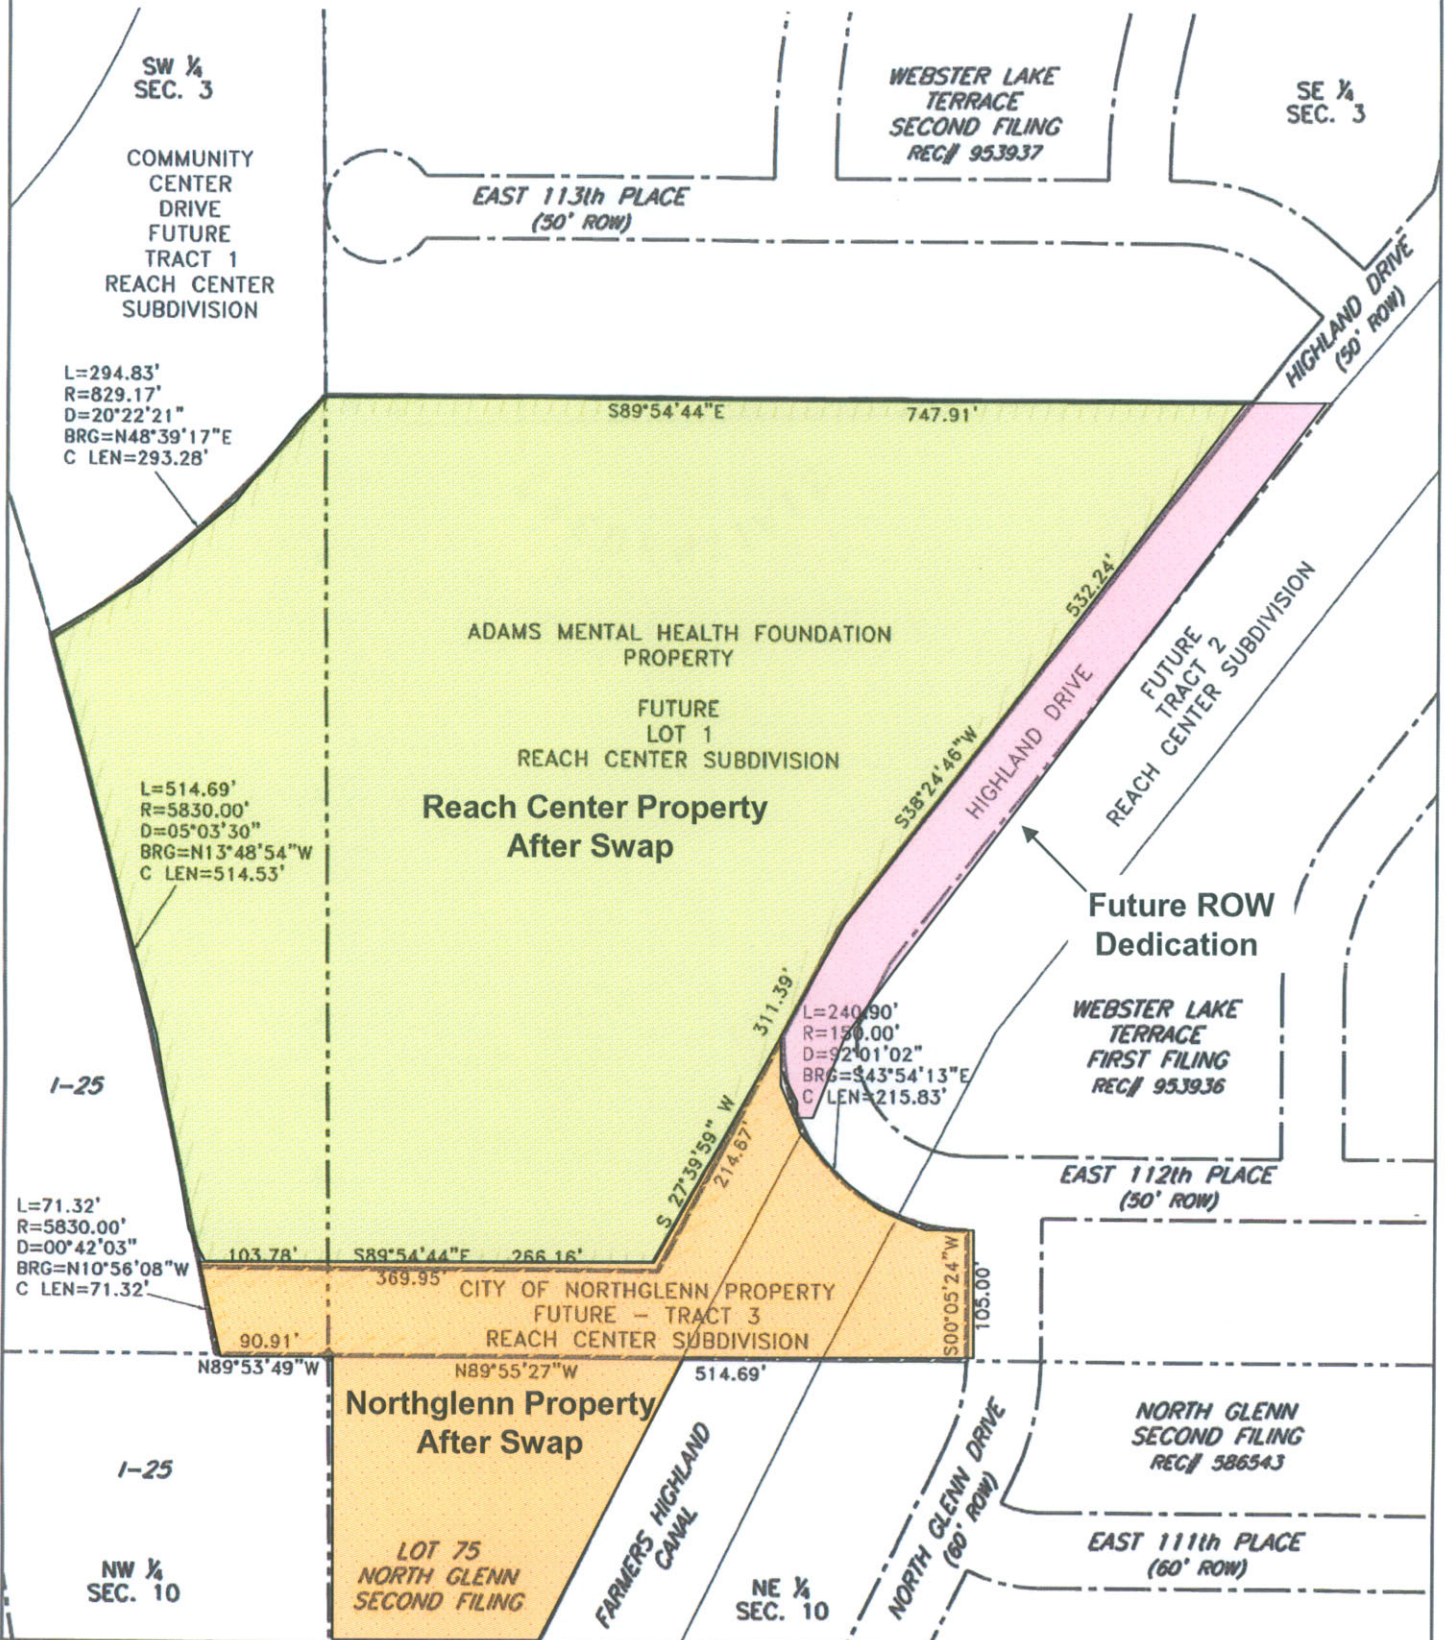 SW ¼
SEC. 3
WEBSTER LAKE
TERRACE
SECOND FILING
REC# 953937
SE ¼
SEC. 3
COMMUNITY
CENTER
DRIVE
FUTURE
TRACT 1
REACH CENTER
SUBDIVISION
EAST 113th PLACE
(50' ROW)
HIGHLAND DRIVE
(50' ROW)
L=294.83'
R=829.17'
D=20°22'21"
BRG=N48°39'17"E
C LEN=293.28'
S89°54'44"E 747.91'
532.24'
ADAMS MENTAL HEALTH FOUNDATION
PROPERTY
FUTURE
LOT 1
REACH CENTER SUBDIVISION
Reach Center Property
After Swap
S38°24'46"W
HIGHLAND DRIVE
FUTURE
TRACT 2
REACH CENTER SUBDIVISION
L=514.69'
R=5830.00'
D=05°03'30"
BRG=N13°48'54"W
C LEN=514.53'
Future ROW
Dedication
311.39'
L=240.90'
R=150.00'
D=92°01'02"
BRG=S43°54'13"E
C LEN=215.83'
WEBSTER LAKE
TERRACE
FIRST FILING
REC# 953936
I-25
S 27°39'59" W
214.67'
EAST 112th PLACE
(50' ROW)
L=71.32'
R=5830.00'
D=00°42'03"
BRG=N10°56'08"W
C LEN=71.32'
103.78' S89°54'44"E 266.16'
369.95'
CITY OF NORTHGLENN PROPERTY
FUTURE – TRACT 3
REACH CENTER SUBDIVISION
S00°05'24"W
105.00'
90.91'
N89°53'49"W
N89°55'27"W
514.69'
Northglenn Property
After Swap
I-25
FARMERS HIGHLAND
CANAL
NORTH GLENN DRIVE
(60' ROW)
NORTH GLENN
SECOND FILING
REC# 586543
EAST 111th PLACE
(60' ROW)
LOT 75
NORTH GLENN
SECOND FILING
NW ¼
SEC. 10
NE ¼
SEC. 10